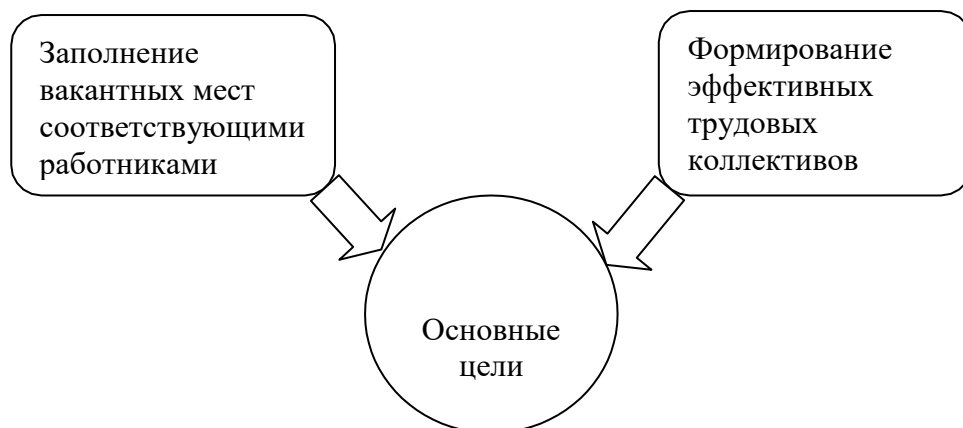 Заполнение
вакантных мест
соответствующими
работниками
Формирование
эффективных
трудовых
коллективов
Основные
цели